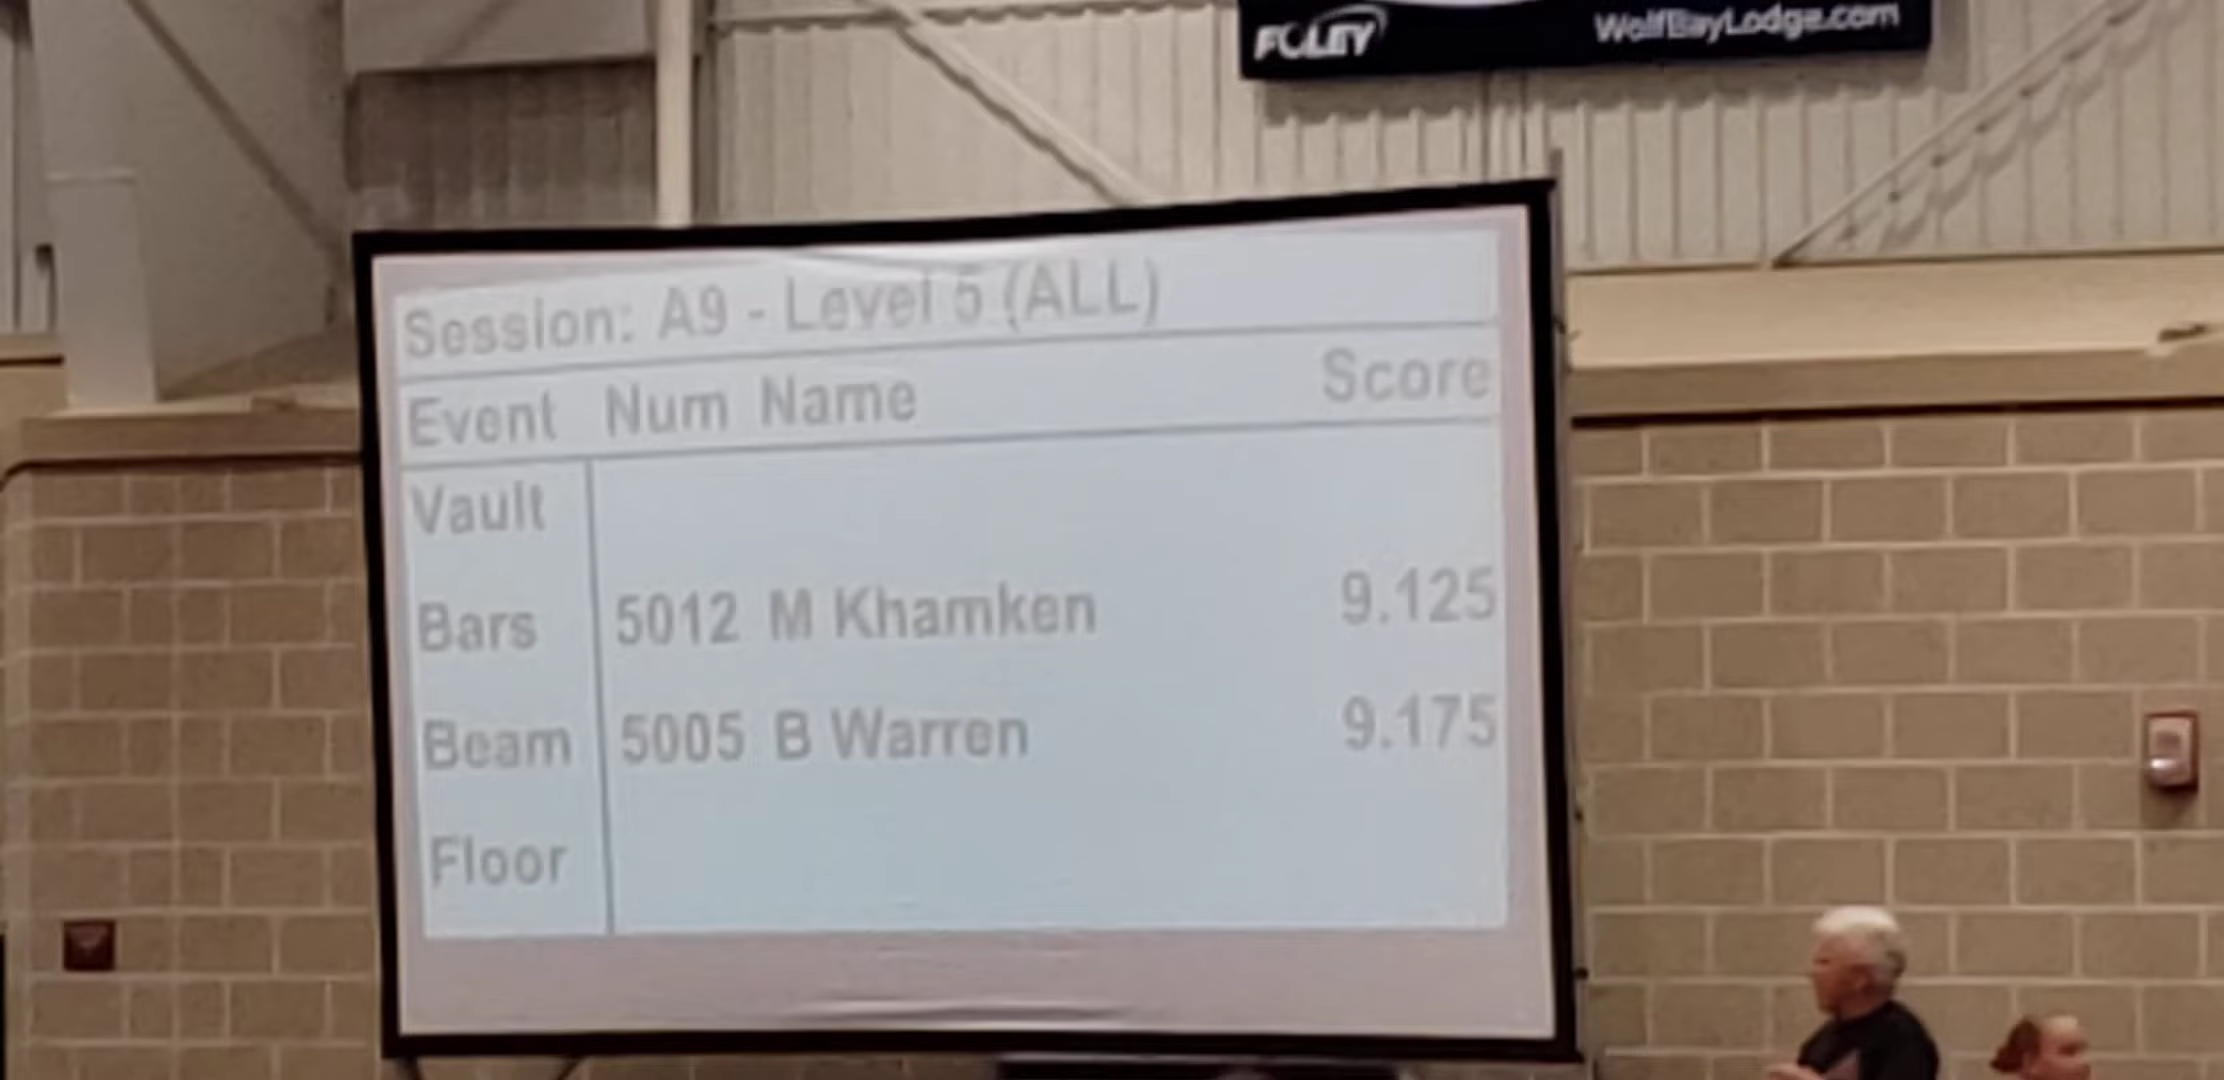 FOLEY WolfBayLodge.com
Session: A9 - Level 5 (ALL)
Event Num Name Score
Vault
Bars 5012 M Khamken 9.125
Beam 5005 B Warren 9.175
Floor